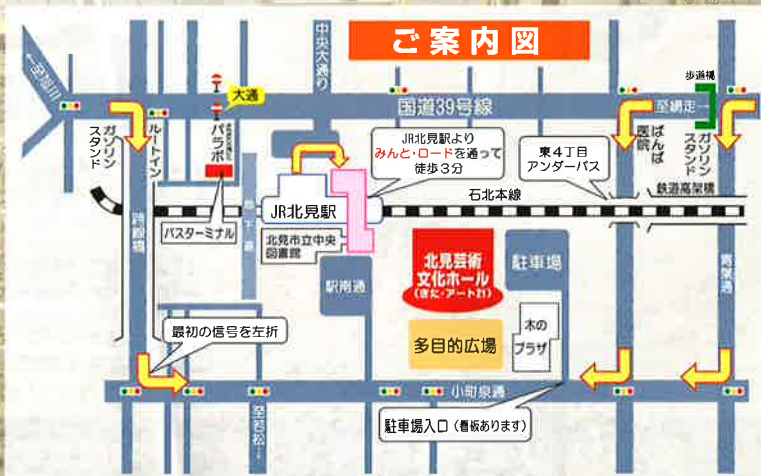 ご案内図
←至旭川
中央大通り
歩道橋
大通
国道39号線
至網走→
ガソリン
スタンド
ルートイン
パラボ
JR北見駅より
みんと・ロードを通って
徒歩3分
東4丁目
アンダーパス
ばんば
医院
ガソリン
スタンド
鉄道高架橋
石北本線
JR北見駅
バスターミナル
地下道
跨線橋
北見市立中央
図書館
駅南通
北見芸術
文化ホール
(きた・アート21)
駐車場
常盤通
多目的広場
木の
プラザ
最初の信号を左折
小町泉通
至若松→
駐車場入口(看板あります)